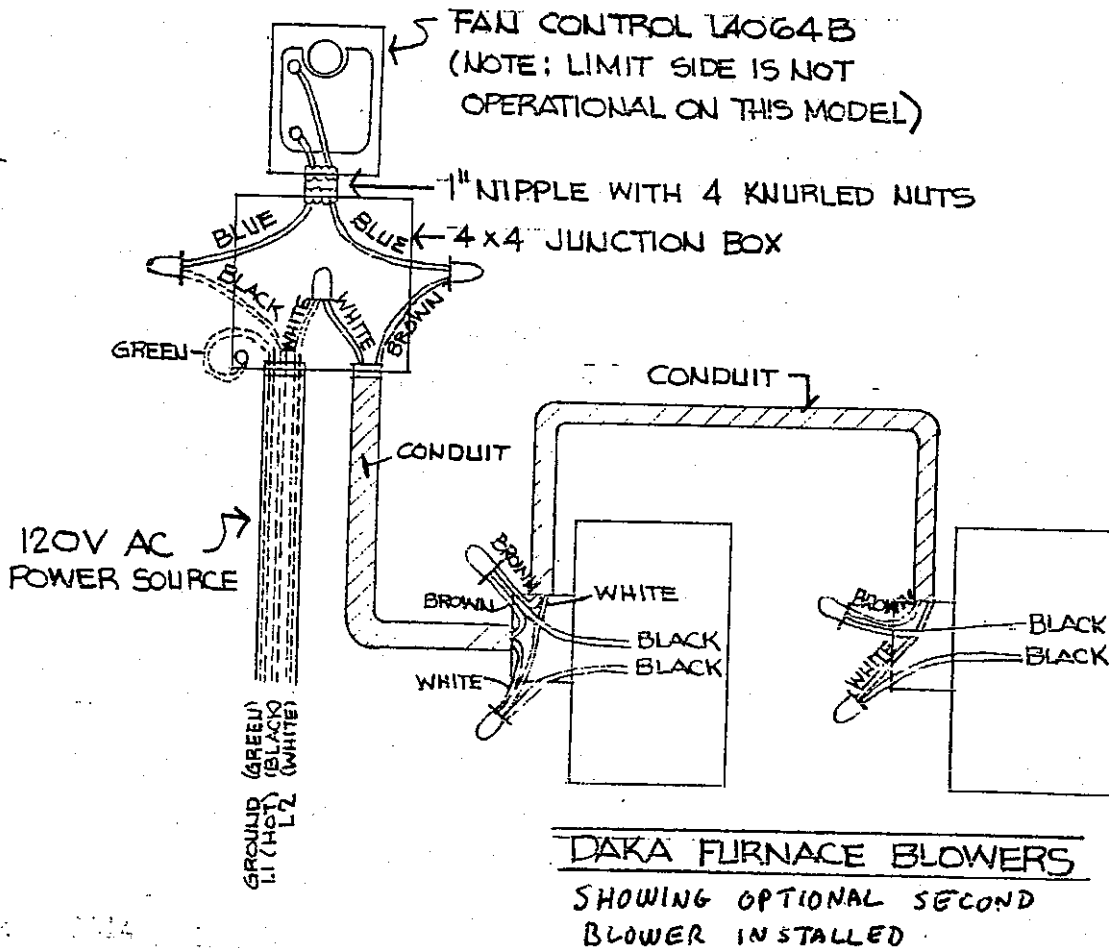 FAN CONTROL L4064B
(NOTE: LIMIT SIDE IS NOT
OPERATIONAL ON THIS MODEL)
1" NIPPLE WITH 4 KNURLED NUTS
BLUE
BLUE
4 x 4 JUNCTION BOX
BLACK
WHITE
WHITE
BROWN
GREEN
CONDUIT
CONDUIT
120V AC
POWER SOURCE
BROWN
BROWN
WHITE
BLACK
BLACK
WHITE
BROWN
BLACK
BLACK
WHITE
GROUND (GREEN)
L1 (HOT) (BLACK)
L2 (WHITE)
DAKA FURNACE BLOWERS
SHOWING OPTIONAL SECOND
BLOWER INSTALLED